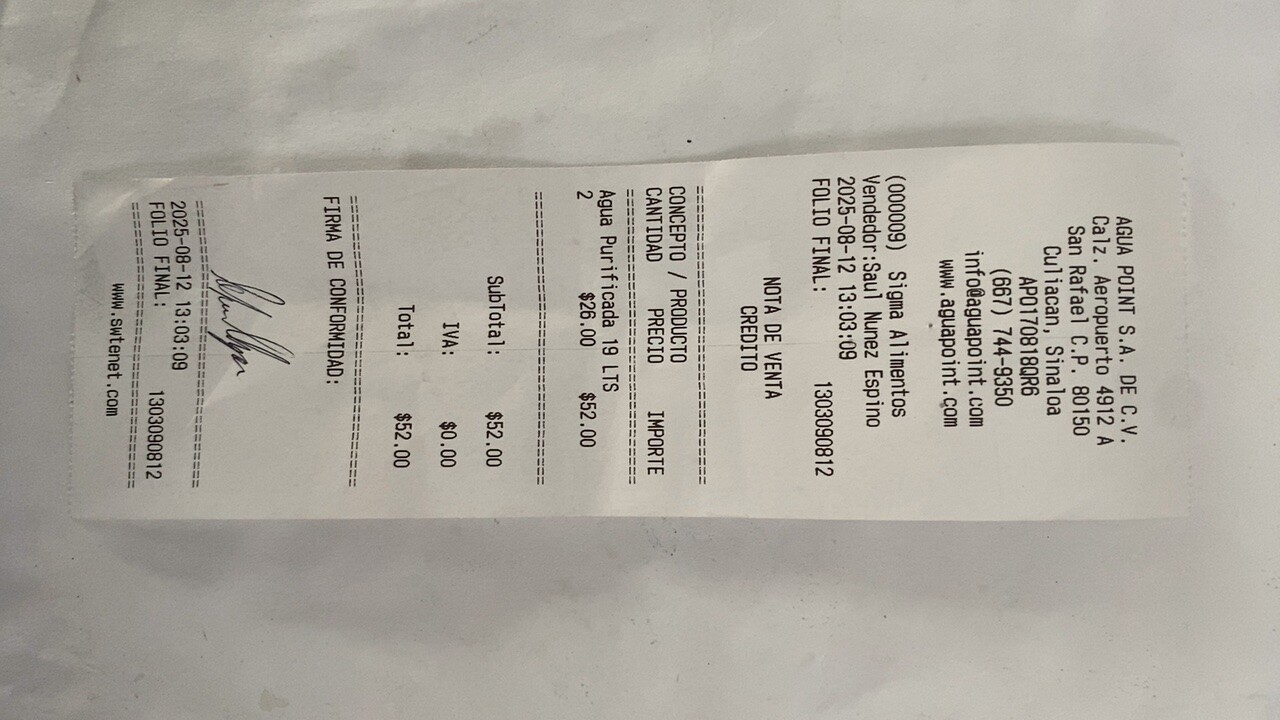 AGUA POINT S.A. DE C.V.
Calz. Aeropuerto 4912 A
San Rafael C.P. 80150
Culiacan, Sinaloa
APO170818QR6
(667) 744-9350
info@aguapoint.com
www.aguapoint.com
(000009) Sigma Alimentos
Vendedor:Saul Nunez Espino
2025-08-12 13:03:09
FOLIO FINAL: 1303090812
NOTA DE VENTA
CREDITO
CONCEPTO / PRODUCTO
CANTIDAD PRECIO IMPORTE
Agua Purificada 19 LTS
2 $26.00 $52.00
SubTotal: $52.00
IVA: $0.00
Total: $52.00
FIRMA DE CONFORMIDAD:
2025-08-12 13:03:09
FOLIO FINAL: 1303090812
www.swtenet.com